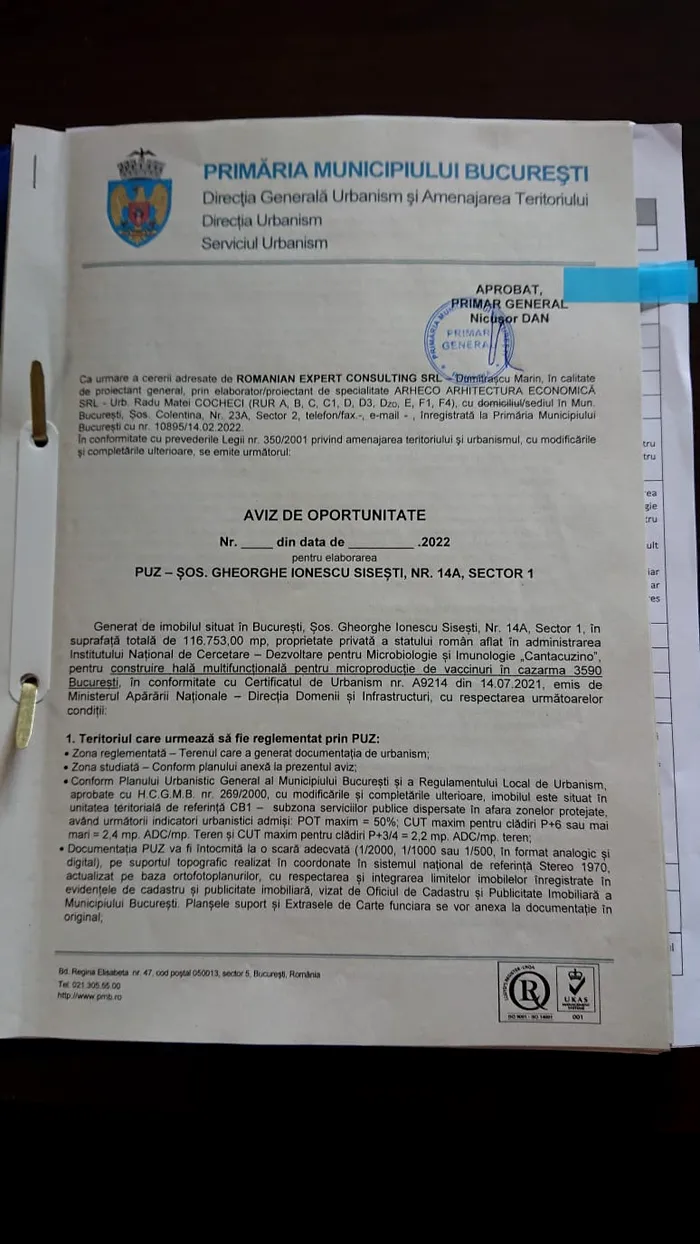 PRIMĂRIA MUNICIPIULUI BUCUREŞTI
Direcţia Generală Urbanism şi Amenajarea Teritoriului
Direcţia Urbanism
Serviciul Urbanism
APROBAT,
PRIMAR GENERAL
Nicuşor DAN
PRIMAR
GENERAL
Ca urmare a cererii adresate de ROMANIAN EXPERT CONSULTING SRL – Dumitraşcu Marin, în calitate
de proiectant general, prin elaborator/proiectant de specialitate ARHECO ARHITECTURA ECONOMICĂ
SRL - Urb. Radu Matei COCHECI (RUR A, B, C, C1, D, D3, Dzo, E, F1, F4), cu domiciliul/sediul în Mun.
Bucureşti, Şos. Colentina, Nr. 23A, Sector 2, telefon/fax.-, e-mail - , înregistrată la Primăria Municipiului
Bucureşti cu nr. 10895/14.02.2022.
În conformitate cu prevederile Legii nr. 350/2001 privind amenajarea teritoriului şi urbanismul, cu modificările
şi completările ulterioare, se emite următorul:
AVIZ DE OPORTUNITATE
Nr. _____ din data de __________ .2022
pentru elaborarea
PUZ – ŞOS. GHEORGHE IONESCU SISEŞTI, NR. 14A, SECTOR 1
Generat de imobilul situat în Bucureşti, Şos. Gheorghe Ionescu Siseşti, Nr. 14A, Sector 1, în
suprafaţă totală de 116.753,00 mp, proprietate privată a statului român aflat în administrarea
Institutului Naţional de Cercetare – Dezvoltare pentru Microbiologie şi Imunologie „Cantacuzino",
pentru construire hală multifuncţională pentru microproducţie de vaccinuri în cazarma 3590
Bucureşti, în conformitate cu Certificatul de Urbanism nr. A9214 din 14.07.2021, emis de
Ministerul Apărării Naţionale – Direcţia Domenii şi Infrastructuri, cu respectarea următoarelor
condiţii:
1. Teritoriul care urmează să fie reglementat prin PUZ:
• Zona reglementată – Terenul care a generat documentaţia de urbanism;
• Zona studiată – Conform planului anexă la prezentul aviz;
• Conform Planului Urbanistic General al Municipiului Bucureşti şi a Regulamentului Local de Urbanism,
aprobate cu H.C.G.M.B. nr. 269/2000, cu modificările şi completările ulterioare, imobilul este situat în
unitatea teritorială de referinţă CB1 – subzona serviciilor publice dispersate în afara zonelor protejate,
având următorii indicatori urbanistici admişi: POT maxim = 50%; CUT maxim pentru clădiri P+6 sau mai
mari = 2,4 mp. ADC/mp. Teren şi CUT maxim pentru clădiri P+3/4 = 2,2 mp. ADC/mp. teren;
• Documentaţia PUZ va fi întocmită la o scară adecvată (1/2000, 1/1000 sau 1/500, în format analogic şi
digital), pe suportul topografic realizat în coordonate în sistemul naţional de referinţă Stereo 1970,
actualizat pe baza ortofotoplanurilor, cu respectarea şi integrarea limitelor imobilelor înregistrate în
evidenţele de cadastru şi publicitate imobiliară, vizat de Oficiul de Cadastru şi Publicitate Imobiliară a
Municipiului Bucureşti. Planşele suport şi Extrasele de Carte funciara se vor anexa la documentaţie în
original;
Bd. Regina Elisabeta nr. 47, cod poştal 050013, sector 5, Bucureşti, România
Tel: 021.305.55.00
http://www.pmb.ro
R
UKAS
ISO 9001 - ISO 14001
001
tru
tru
rea
gie
tru
ult
iar
ar
es